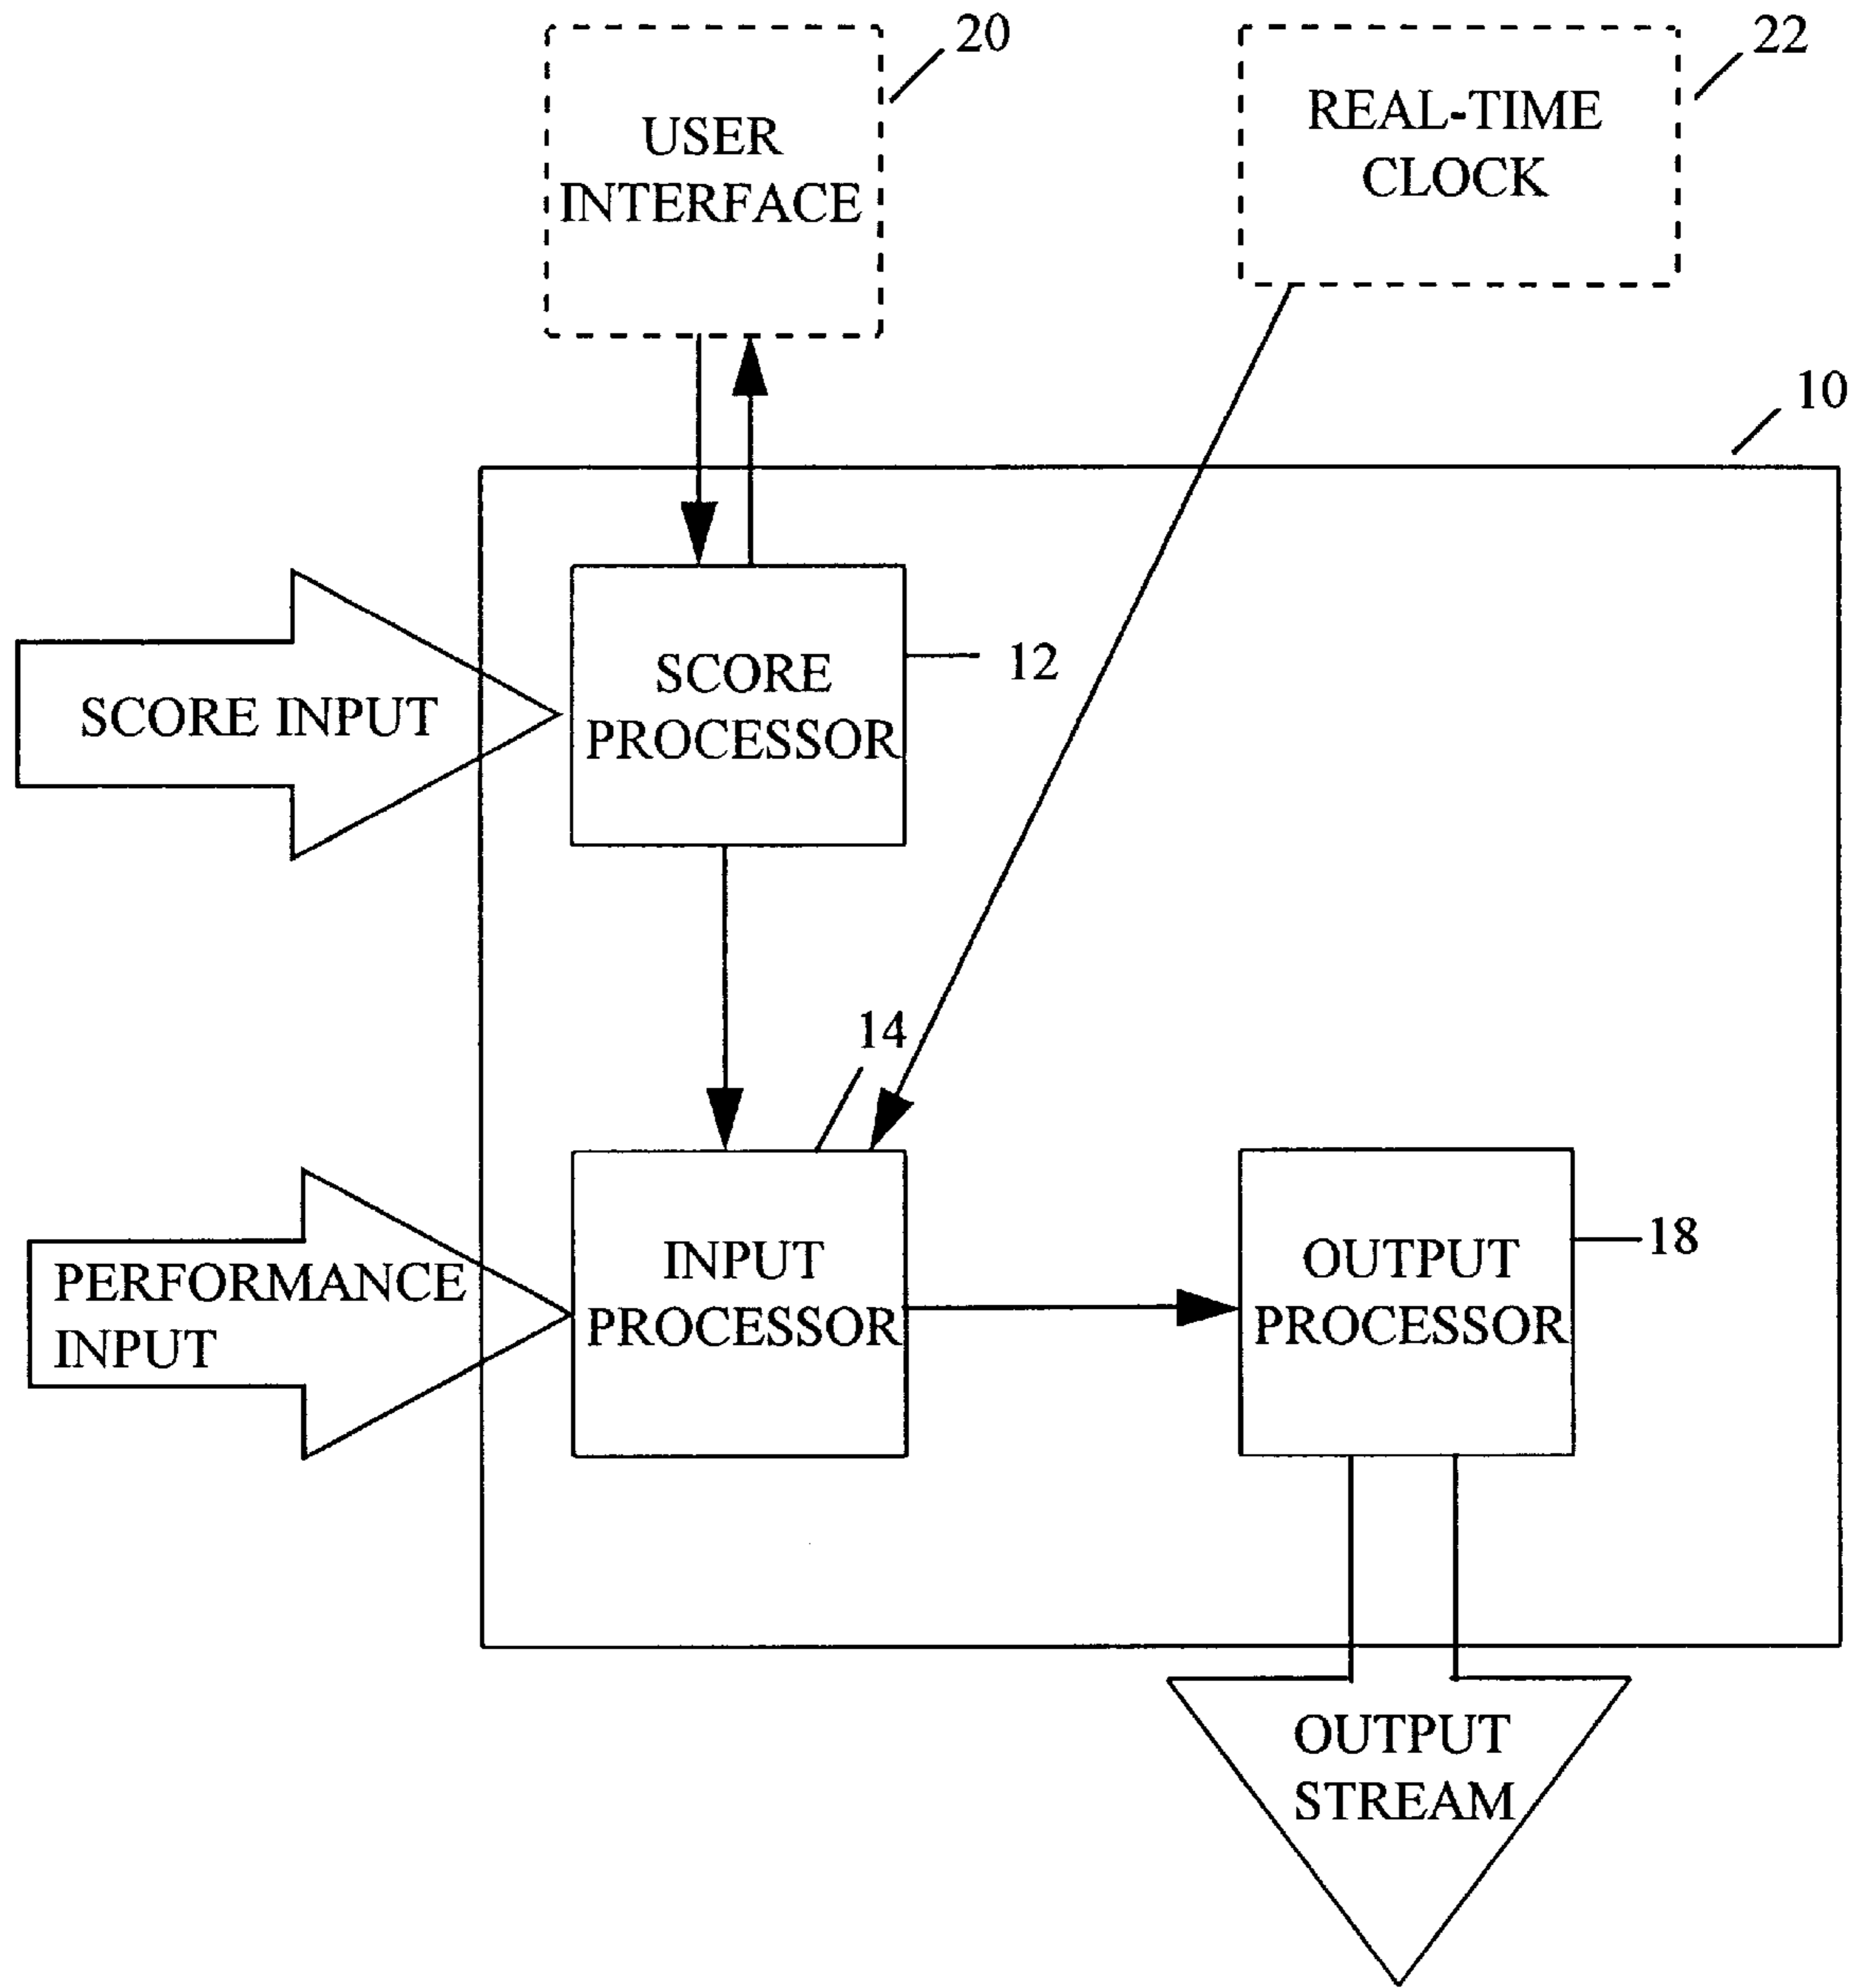 20
22
USER
INTERFACE
REAL-TIME
CLOCK
10
SCORE INPUT
SCORE
PROCESSOR
12
14
PERFORMANCE
INPUT
INPUT
PROCESSOR
OUTPUT
PROCESSOR
18
OUTPUT
STREAM